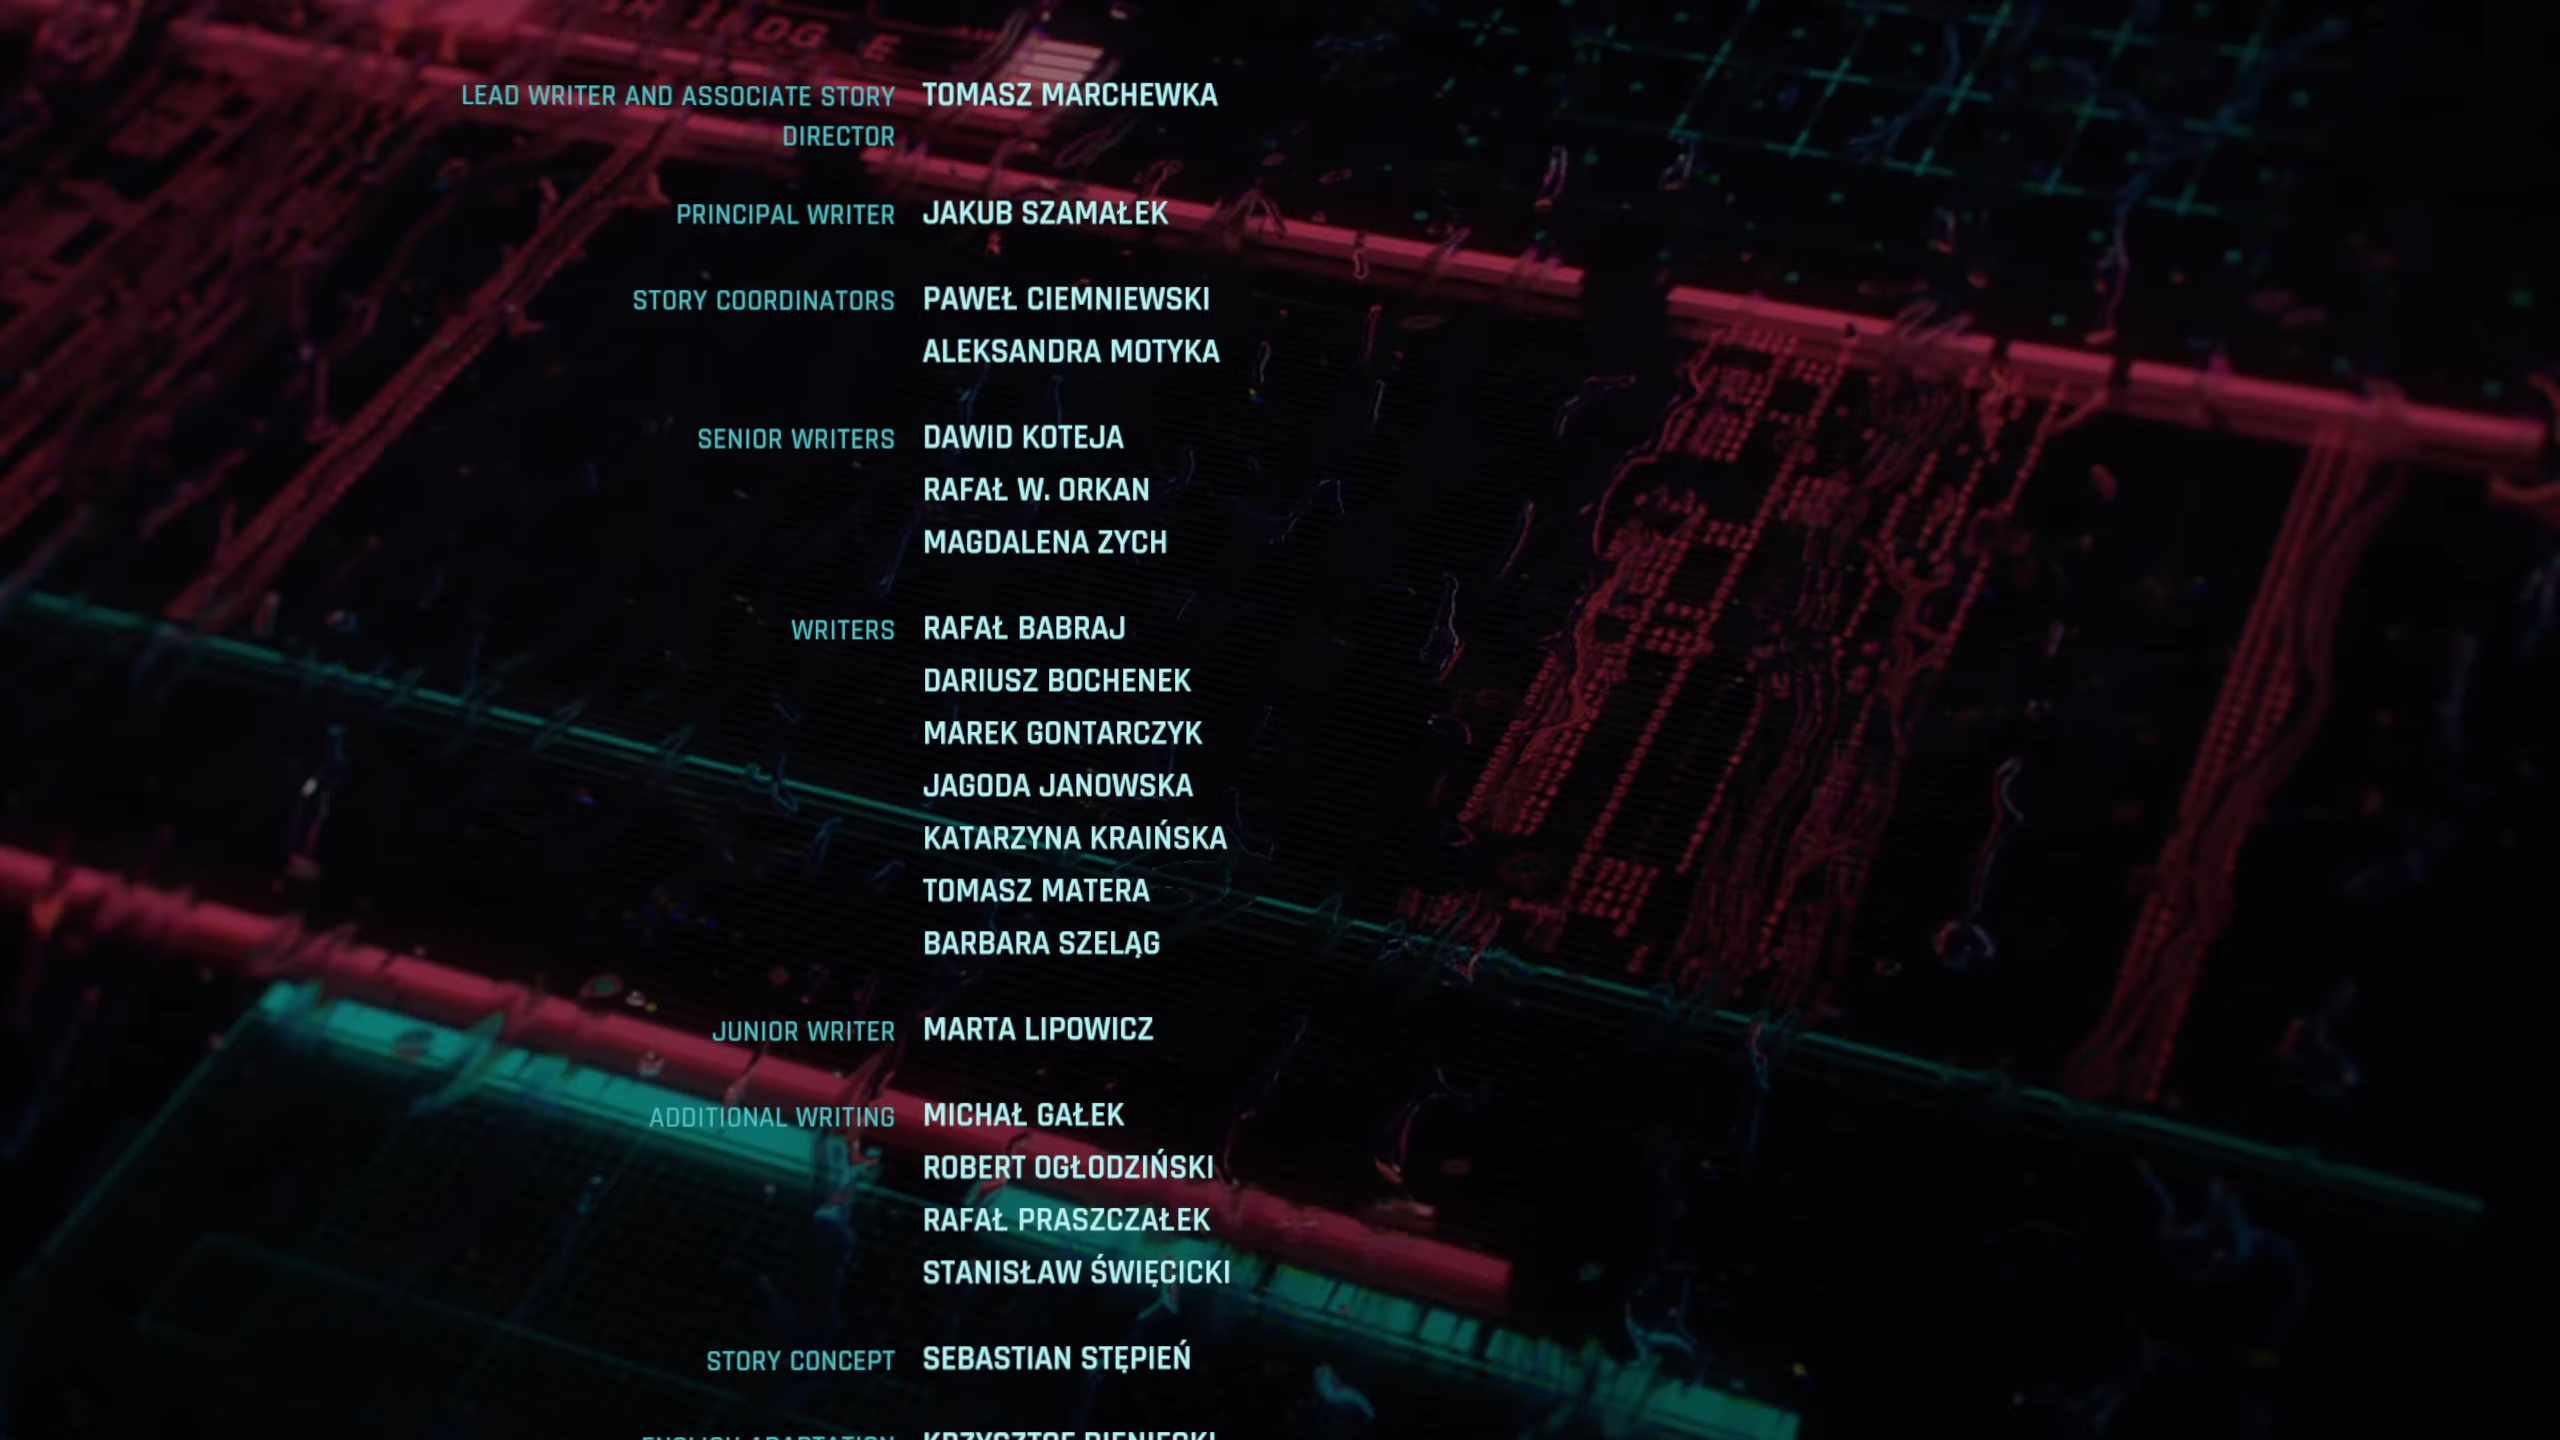 LEAD WRITER AND ASSOCIATE STORY DIRECTOR TOMASZ MARCHEWKA
PRINCIPAL WRITER JAKUB SZAMAŁEK
STORY COORDINATORS PAWEŁ CIEMNIEWSKI
ALEKSANDRA MOTYKA
SENIOR WRITERS DAWID KOTEJA
RAFAŁ W. ORKAN
MAGDALENA ZYCH
WRITERS RAFAŁ BABRAJ
DARIUSZ BOCHENEK
MAREK GONTARCZYK
JAGODA JANOWSKA
KATARZYNA KRAIŃSKA
TOMASZ MATERA
BARBARA SZELĄG
JUNIOR WRITER MARTA LIPOWICZ
ADDITIONAL WRITING MICHAŁ GAŁEK
ROBERT OGŁODZIŃSKI
RAFAŁ PRASZCZAŁEK
STANISŁAW ŚWIĘCICKI
STORY CONCEPT SEBASTIAN STĘPIEŃ